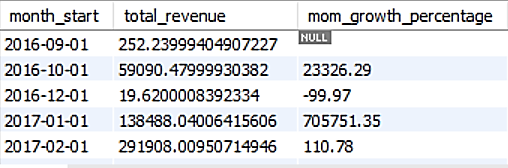 month_start total_revenue mom_growth_percentage
2016-09-01 252.23999404907227 NULL
2016-10-01 59090.47999930382 23326.29
2016-12-01 19.6200008392334 -99.97
2017-01-01 138488.04006415606 705751.35
2017-02-01 291908.00950714946 110.78